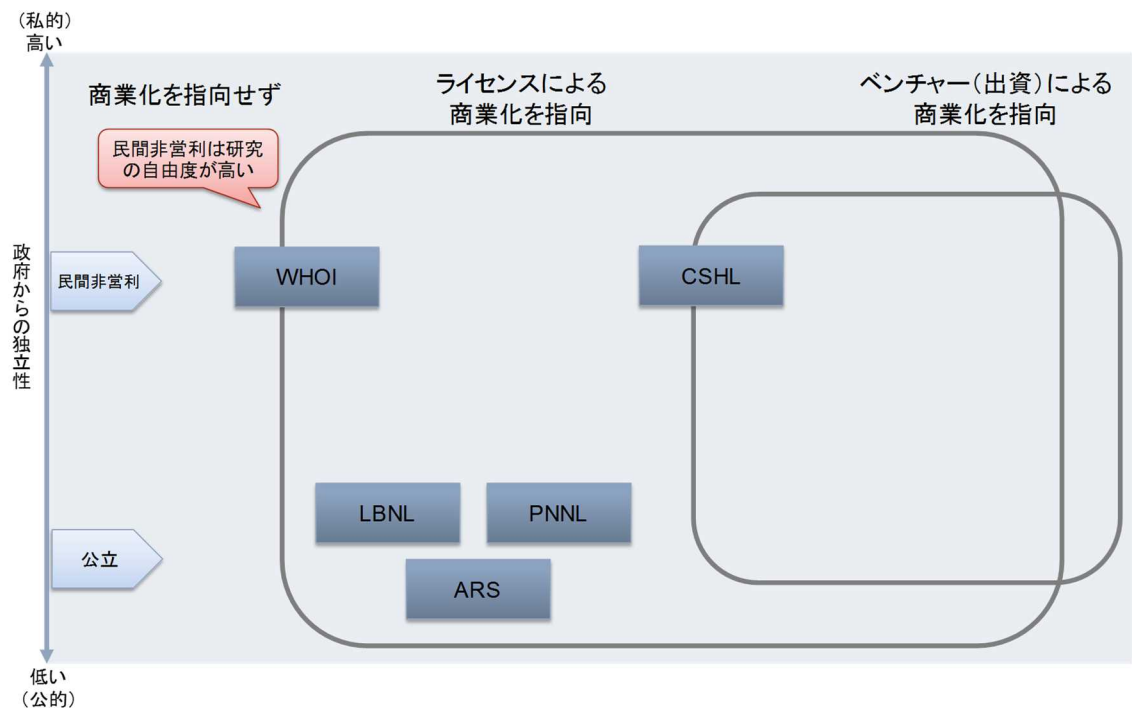 （私的）
高い
商業化を指向せず
ライセンスによる
商業化を指向
ベンチャー（出資）による
商業化を指向
民間非営利は研究
の自由度が高い
政府からの独立性
民間非営利
WHOI
CSHL
LBNL
PNNL
公立
ARS
低い
（公的）